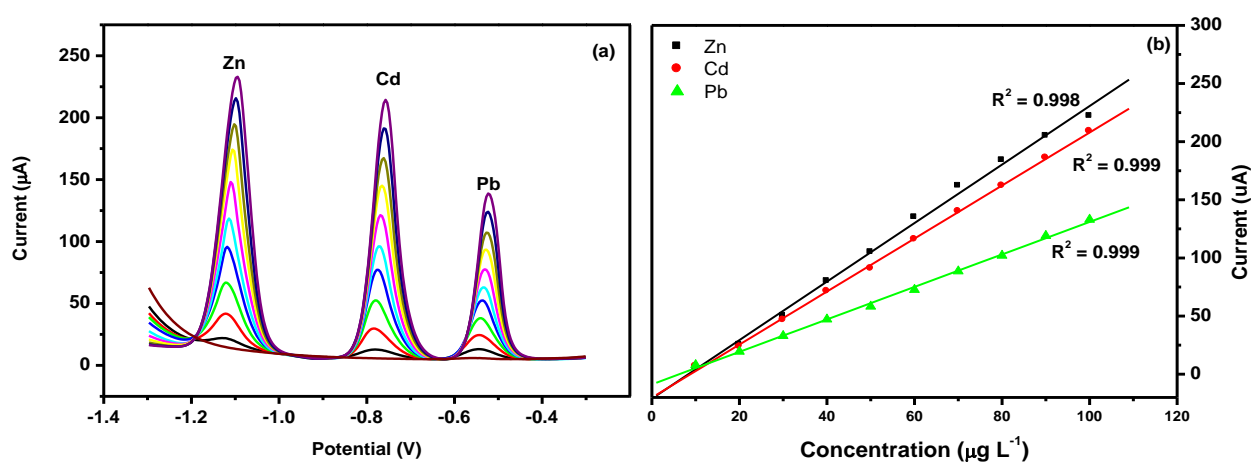 (a)
Zn
Cd
Pb
250
200
150
100
50
0
Current (μA)
-1.4
-1.2
-1.0
-0.8
-0.6
-0.4
Potential (V)
(b)
Zn
Cd
Pb
R² = 0.998
R² = 0.999
R² = 0.999
300
250
200
150
100
50
0
Current (uA)
0
20
40
60
80
100
120
Concentration (μg L⁻¹)